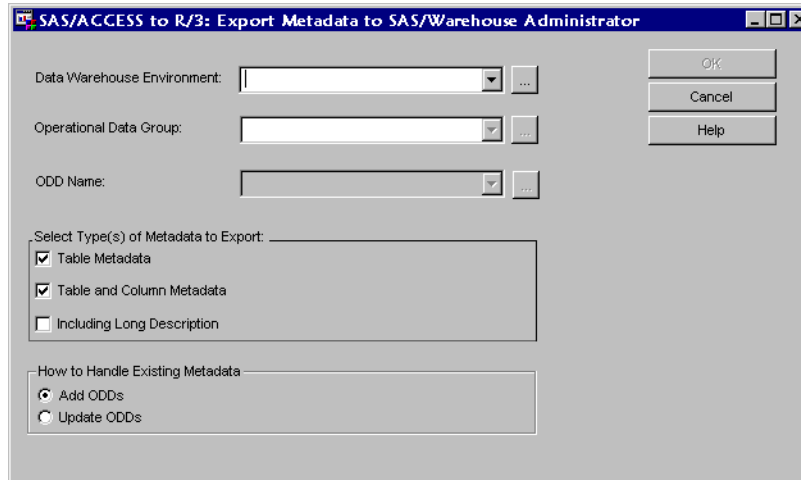 SAS/ACCESS to R/3: Export Metadata to SAS/Warehouse Administrator
Data Warehouse Environment:
...
OK
Cancel
Operational Data Group:
...
Help
ODD Name:
...
Select Type(s) of Metadata to Export:
Table Metadata
Table and Column Metadata
Including Long Description
How to Handle Existing Metadata
Add ODDs
Update ODDs